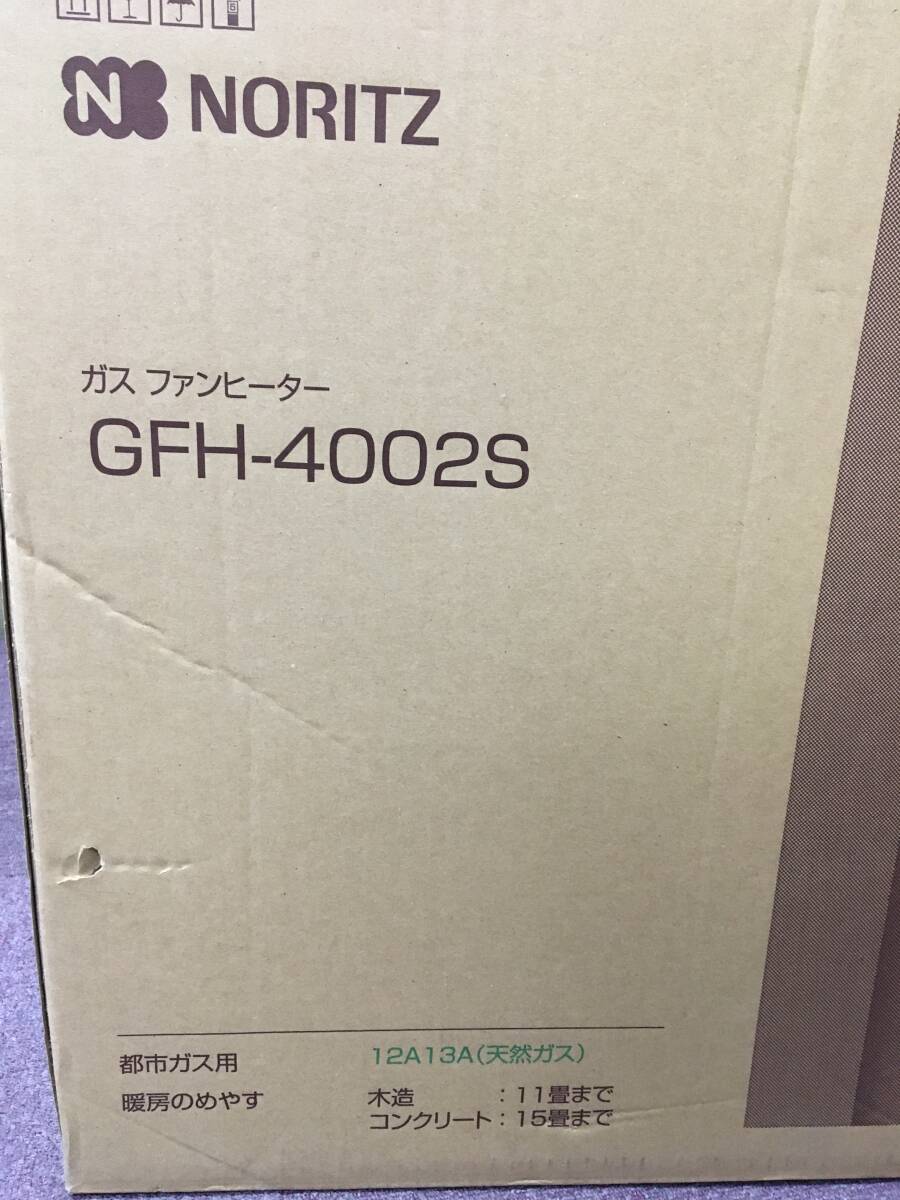 5
N NORITZ
ガス ファンヒーター
GFH-4002S
都市ガス用 12A13A(天然ガス)
暖房のめやす 木造 : 11畳まで
コンクリート : 15畳まで